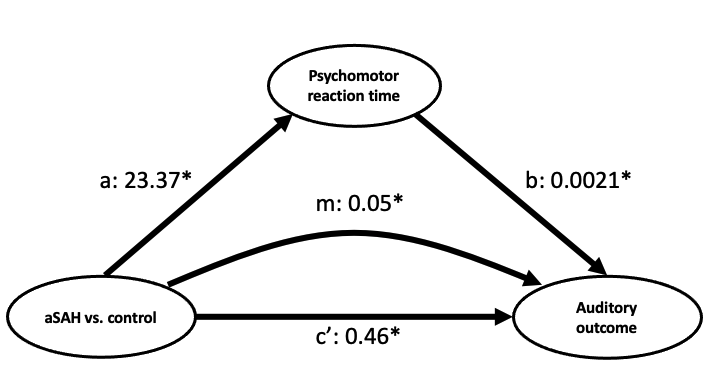 Psychomotor
reaction time
a: 23.37*
b: 0.0021*
m: 0.05*
aSAH vs. control
Auditory
outcome
c’: 0.46*